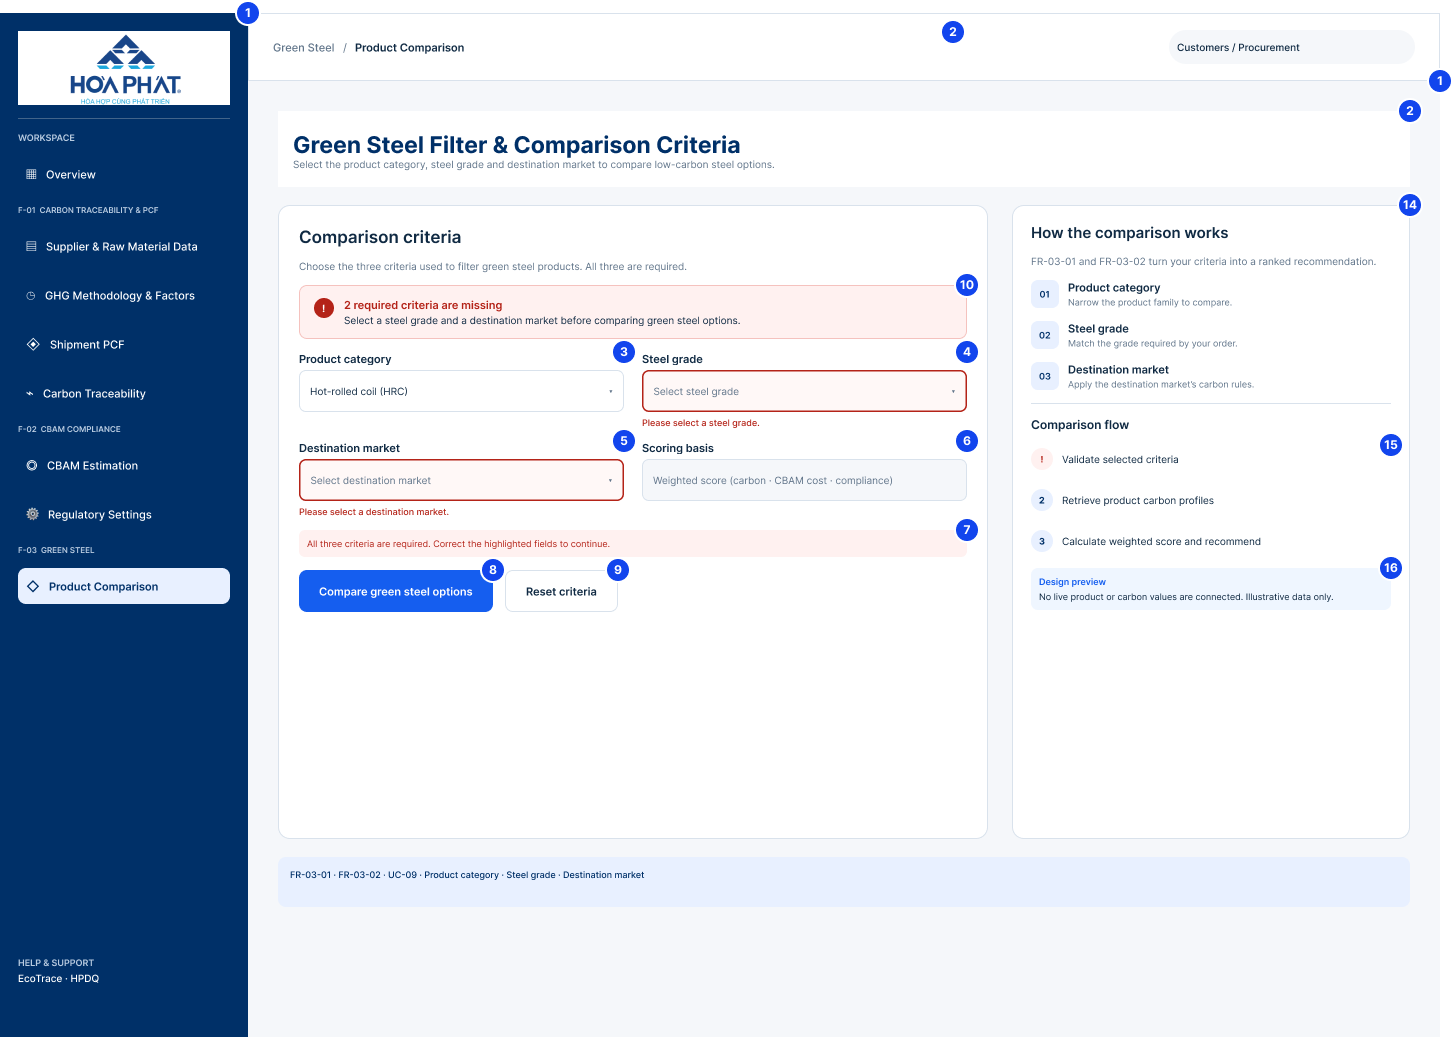 1
2
HÒA PHÁT
HÒA HỢP CÙNG PHÁT TRIỂN
WORKSPACE
Overview
F-01 CARBON TRACEABILITY & PCF
Supplier & Raw Material Data
GHG Methodology & Factors
Shipment PCF
Carbon Traceability
F-02 CBAM COMPLIANCE
CBAM Estimation
Regulatory Settings
F-03 GREEN STEEL
Product Comparison
HELP & SUPPORT
EcoTrace · HPDQ
Green Steel / Product Comparison
Customers / Procurement
1
2
Green Steel Filter & Comparison Criteria
Select the product category, steel grade and destination market to compare low-carbon steel options.
Comparison criteria
Choose the three criteria used to filter green steel products. All three are required.
10
! 2 required criteria are missing
Select a steel grade and a destination market before comparing green steel options.
Product category 3
Hot-rolled coil (HRC)
Steel grade 4
Select steel grade
Please select a steel grade.
Destination market 5
Select destination market
Please select a destination market.
Scoring basis 6
Weighted score (carbon · CBAM cost · compliance)
7
All three criteria are required. Correct the highlighted fields to continue.
8
Compare green steel options
9
Reset criteria
14
How the comparison works
FR-03-01 and FR-03-02 turn your criteria into a ranked recommendation.
01 Product category
Narrow the product family to compare.
02 Steel grade
Match the grade required by your order.
03 Destination market
Apply the destination market's carbon rules.
Comparison flow
15
! Validate selected criteria
2 Retrieve product carbon profiles
3 Calculate weighted score and recommend
16
Design preview
No live product or carbon values are connected. Illustrative data only.
FR-03-01 · FR-03-02 · UC-09 · Product category · Steel grade · Destination market